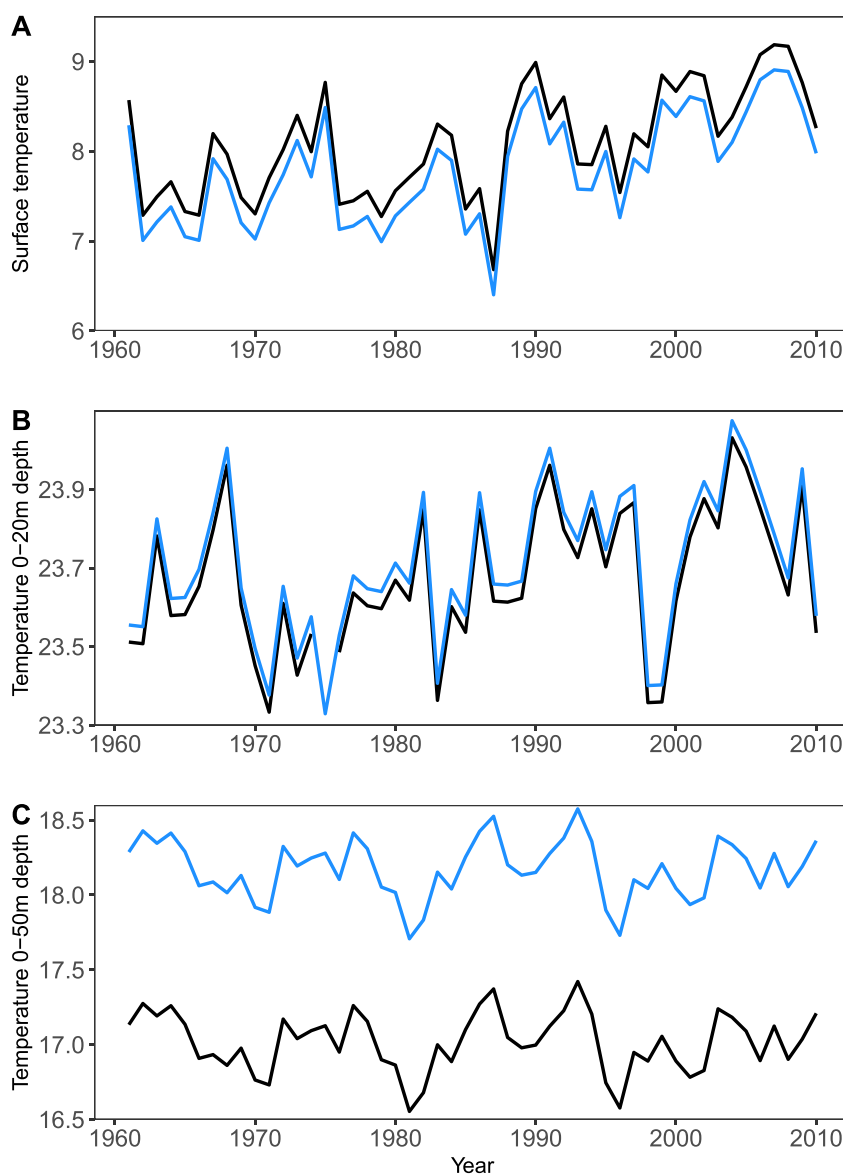 A
Surface temperature
9
8
7
6
1960 1970 1980 1990 2000 2010
B
Temperature 0−20m depth
23.9
23.7
23.5
23.3
1960 1970 1980 1990 2000 2010
C
Temperature 0−50m depth
18.5
18.0
17.5
17.0
16.5
1960 1970 1980 1990 2000 2010
Year